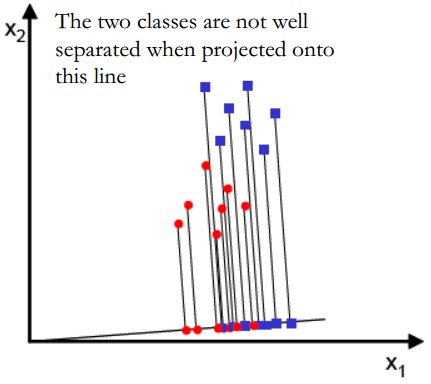 The two classes are not well
separated when projected onto
this line
x2
x1